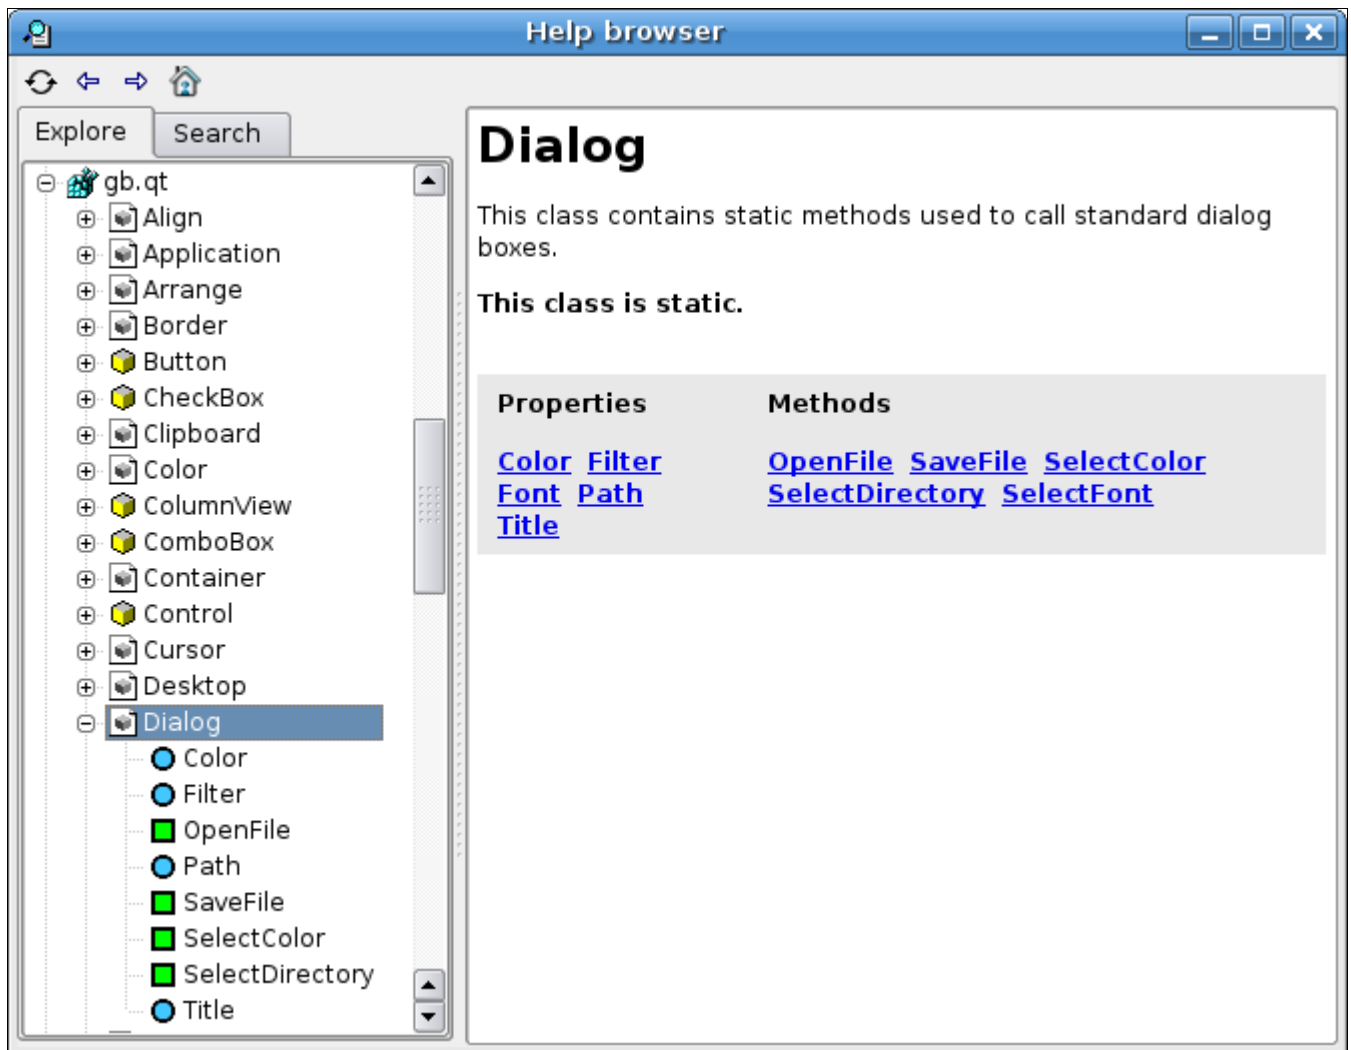 Help browser
Explore
Search
gb.qt
Align
Application
Arrange
Border
Button
CheckBox
Clipboard
Color
ColumnView
ComboBox
Container
Control
Cursor
Desktop
Dialog
Color
Filter
OpenFile
Path
SaveFile
SelectColor
SelectDirectory
Title
Dialog
This class contains static methods used to call standard dialog
boxes.
This class is static.
Properties
Color Filter
Font Path
Title
Methods
OpenFile SaveFile SelectColor
SelectDirectory SelectFont